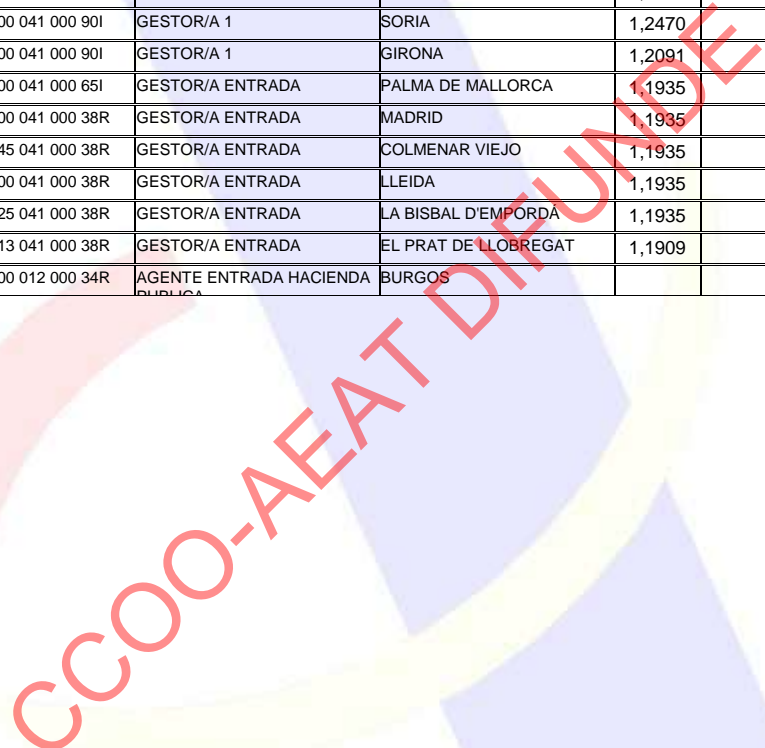 00 041 000 90I GESTOR/A 1 SORIA 1,2470
00 041 000 90I GESTOR/A 1 GIRONA 1,2091
00 041 000 65I GESTOR/A ENTRADA PALMA DE MALLORCA 1,1935
00 041 000 38R GESTOR/A ENTRADA MADRID 1,1935
45 041 000 38R GESTOR/A ENTRADA COLMENAR VIEJO 1,1935
00 041 000 38R GESTOR/A ENTRADA LLEIDA 1,1935
25 041 000 38R GESTOR/A ENTRADA LA BISBAL D'EMPORDÀ 1,1935
13 041 000 38R GESTOR/A ENTRADA EL PRAT DE LLOBREGAT 1,1909
00 012 000 34R AGENTE ENTRADA HACIENDA BURGOS
CCOO-AEAT DIFUNDE